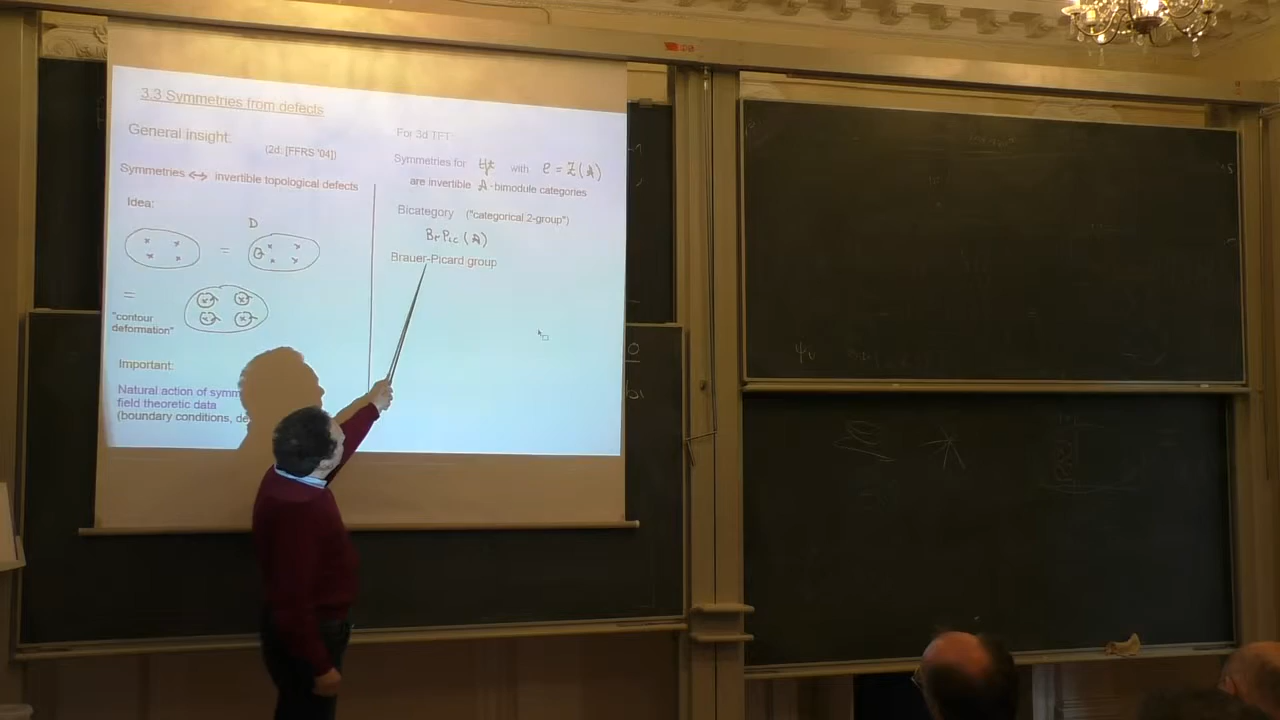 3.3 Symmetries from defects
General insight:
(2d: [FFRS '04])
Symmetries ↔ invertible topological defects
Idea:
D
=
=
"contour
deformation"
Important:
Natural action of symm
field theoretic data
(boundary conditions, de
For 3d TFT:
Symmetries for tft with C = Z(A)
are invertible A-bimodule categories
Bicategory ("categorical 2-group")
BrPic(A)
Brauer-Picard group